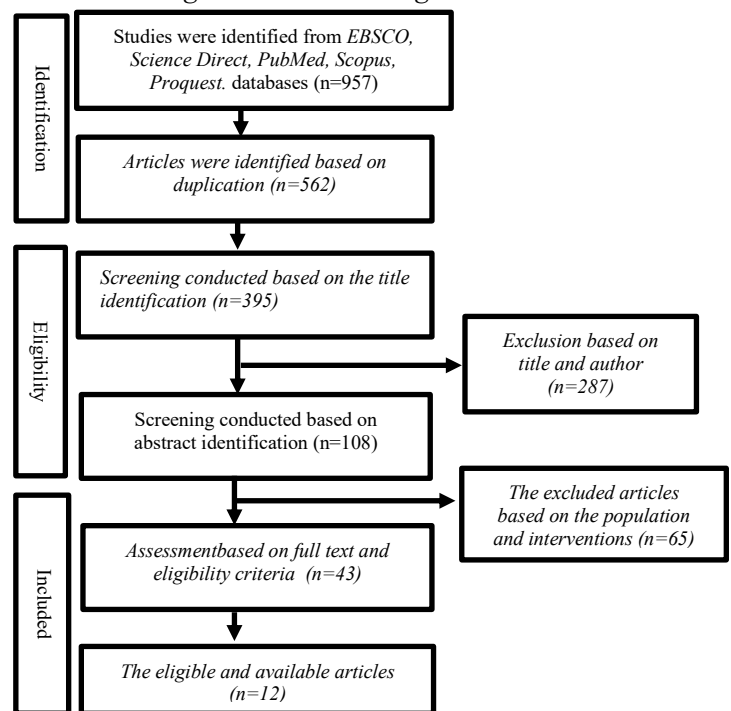 Identification
Studies were identified from EBSCO,
Science Direct, PubMed, Scopus,
Proquest. databases (n=957)
Articles were identified based on
duplication (n=562)
Eligibility
Screening conducted based on the title
identification (n=395)
Exclusion based on
title and author
(n=287)
Screening conducted based on
abstract identification (n=108)
The excluded articles
based on the population
and interventions (n=65)
Included
Assessmentbased on full text and
eligibility criteria (n=43)
The eligible and available articles
(n=12)